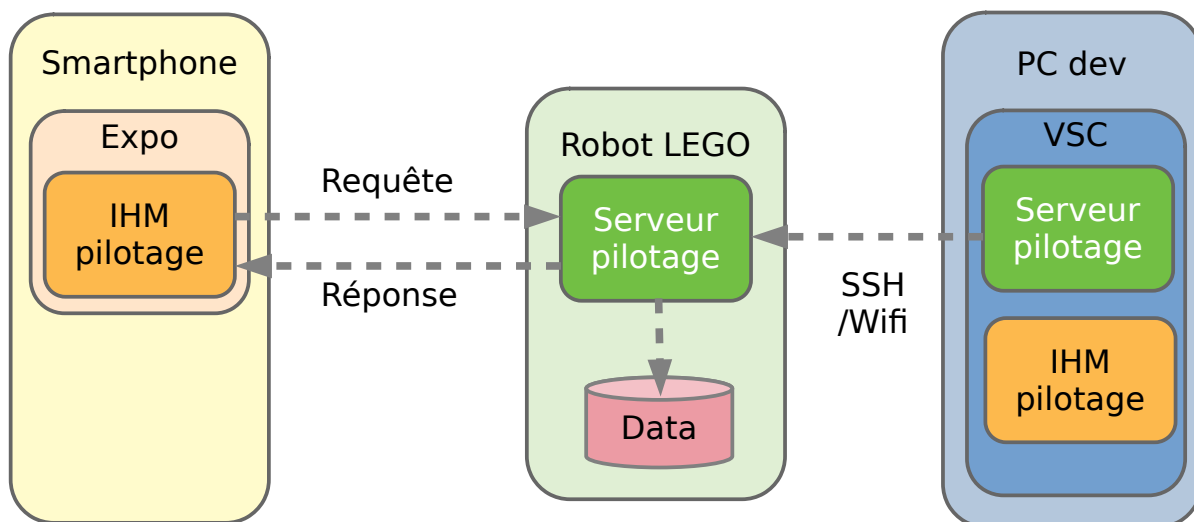 Smartphone
Expo
IHM
pilotage
Requête
Réponse
Robot LEGO
Serveur
pilotage
Data
SSH
/Wifi
PC dev
VSC
Serveur
pilotage
IHM
pilotage